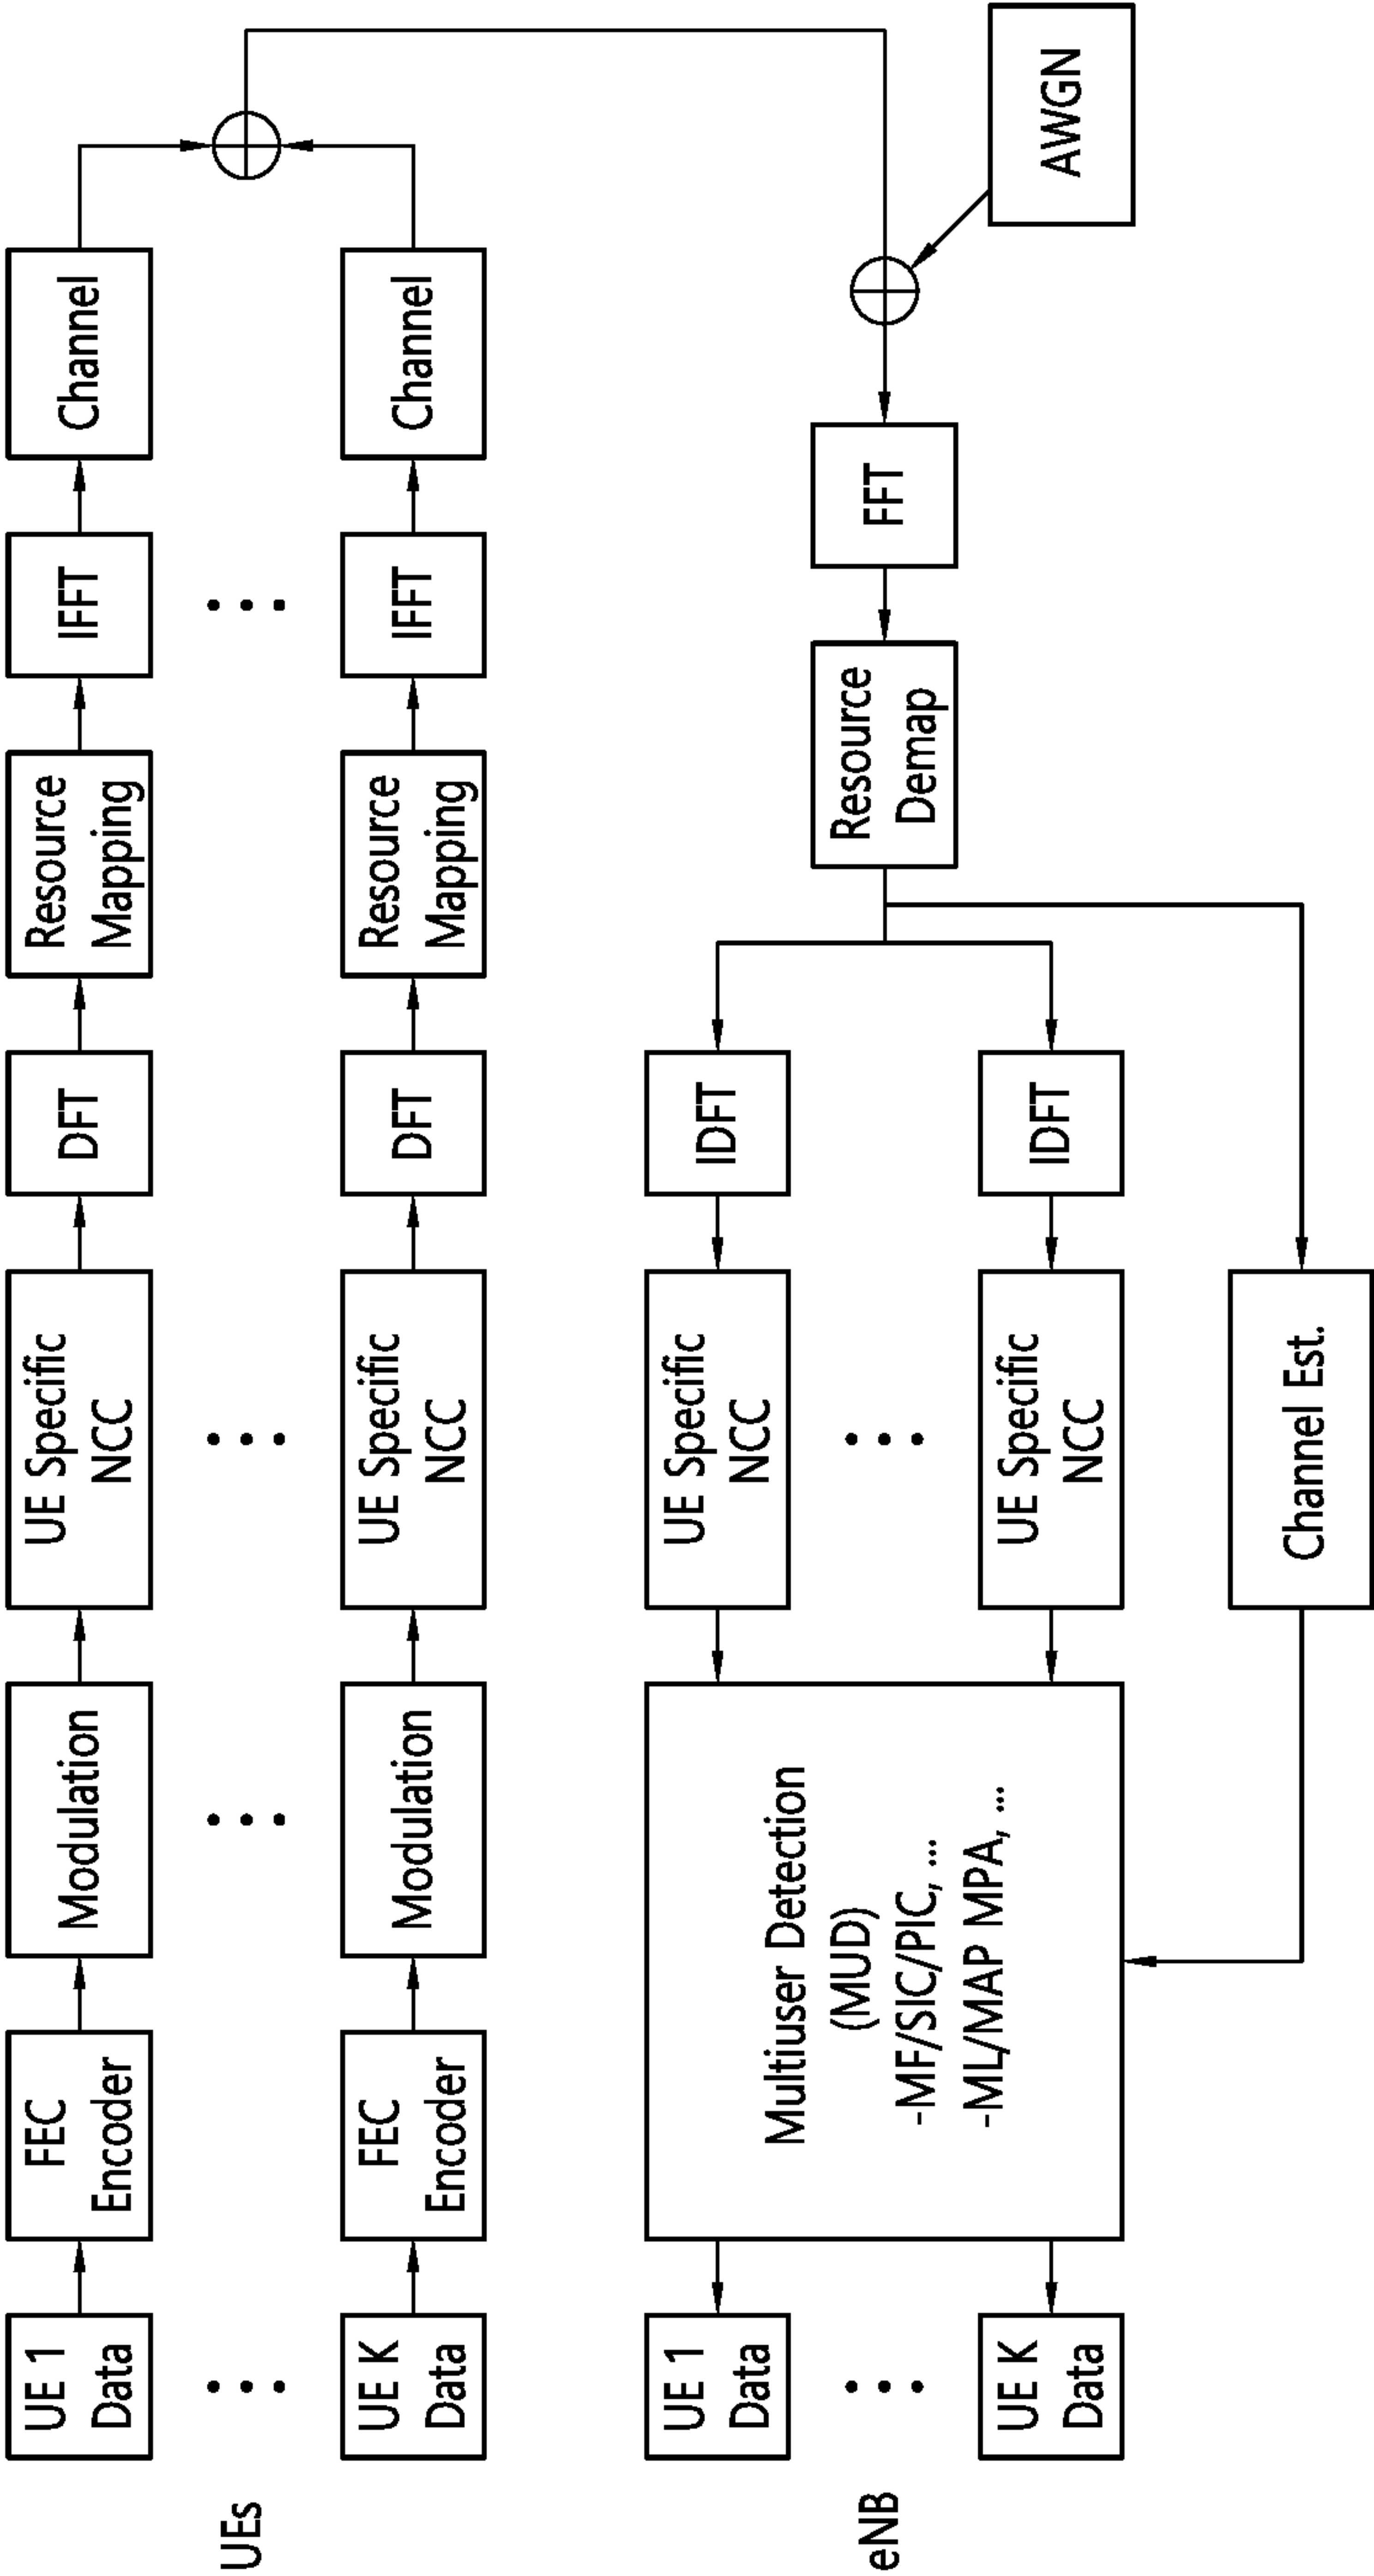 UEs
UE 1
Data
FEC
Encoder
Modulation
UE Specific
NCC
DFT
Resource
Mapping
IFFT
Channel
UE K
Data
FEC
Encoder
Modulation
UE Specific
NCC
DFT
Resource
Mapping
IFFT
Channel
eNB
UE 1
Data
UE K
Data
Multiuser Detection
(MUD)
-MF/SIC/PIC, ...
-ML/MAP MPA, ...
UE Specific
NCC
IDFT
UE Specific
NCC
IDFT
Resource
Demap
FFT
AWGN
Channel Est.